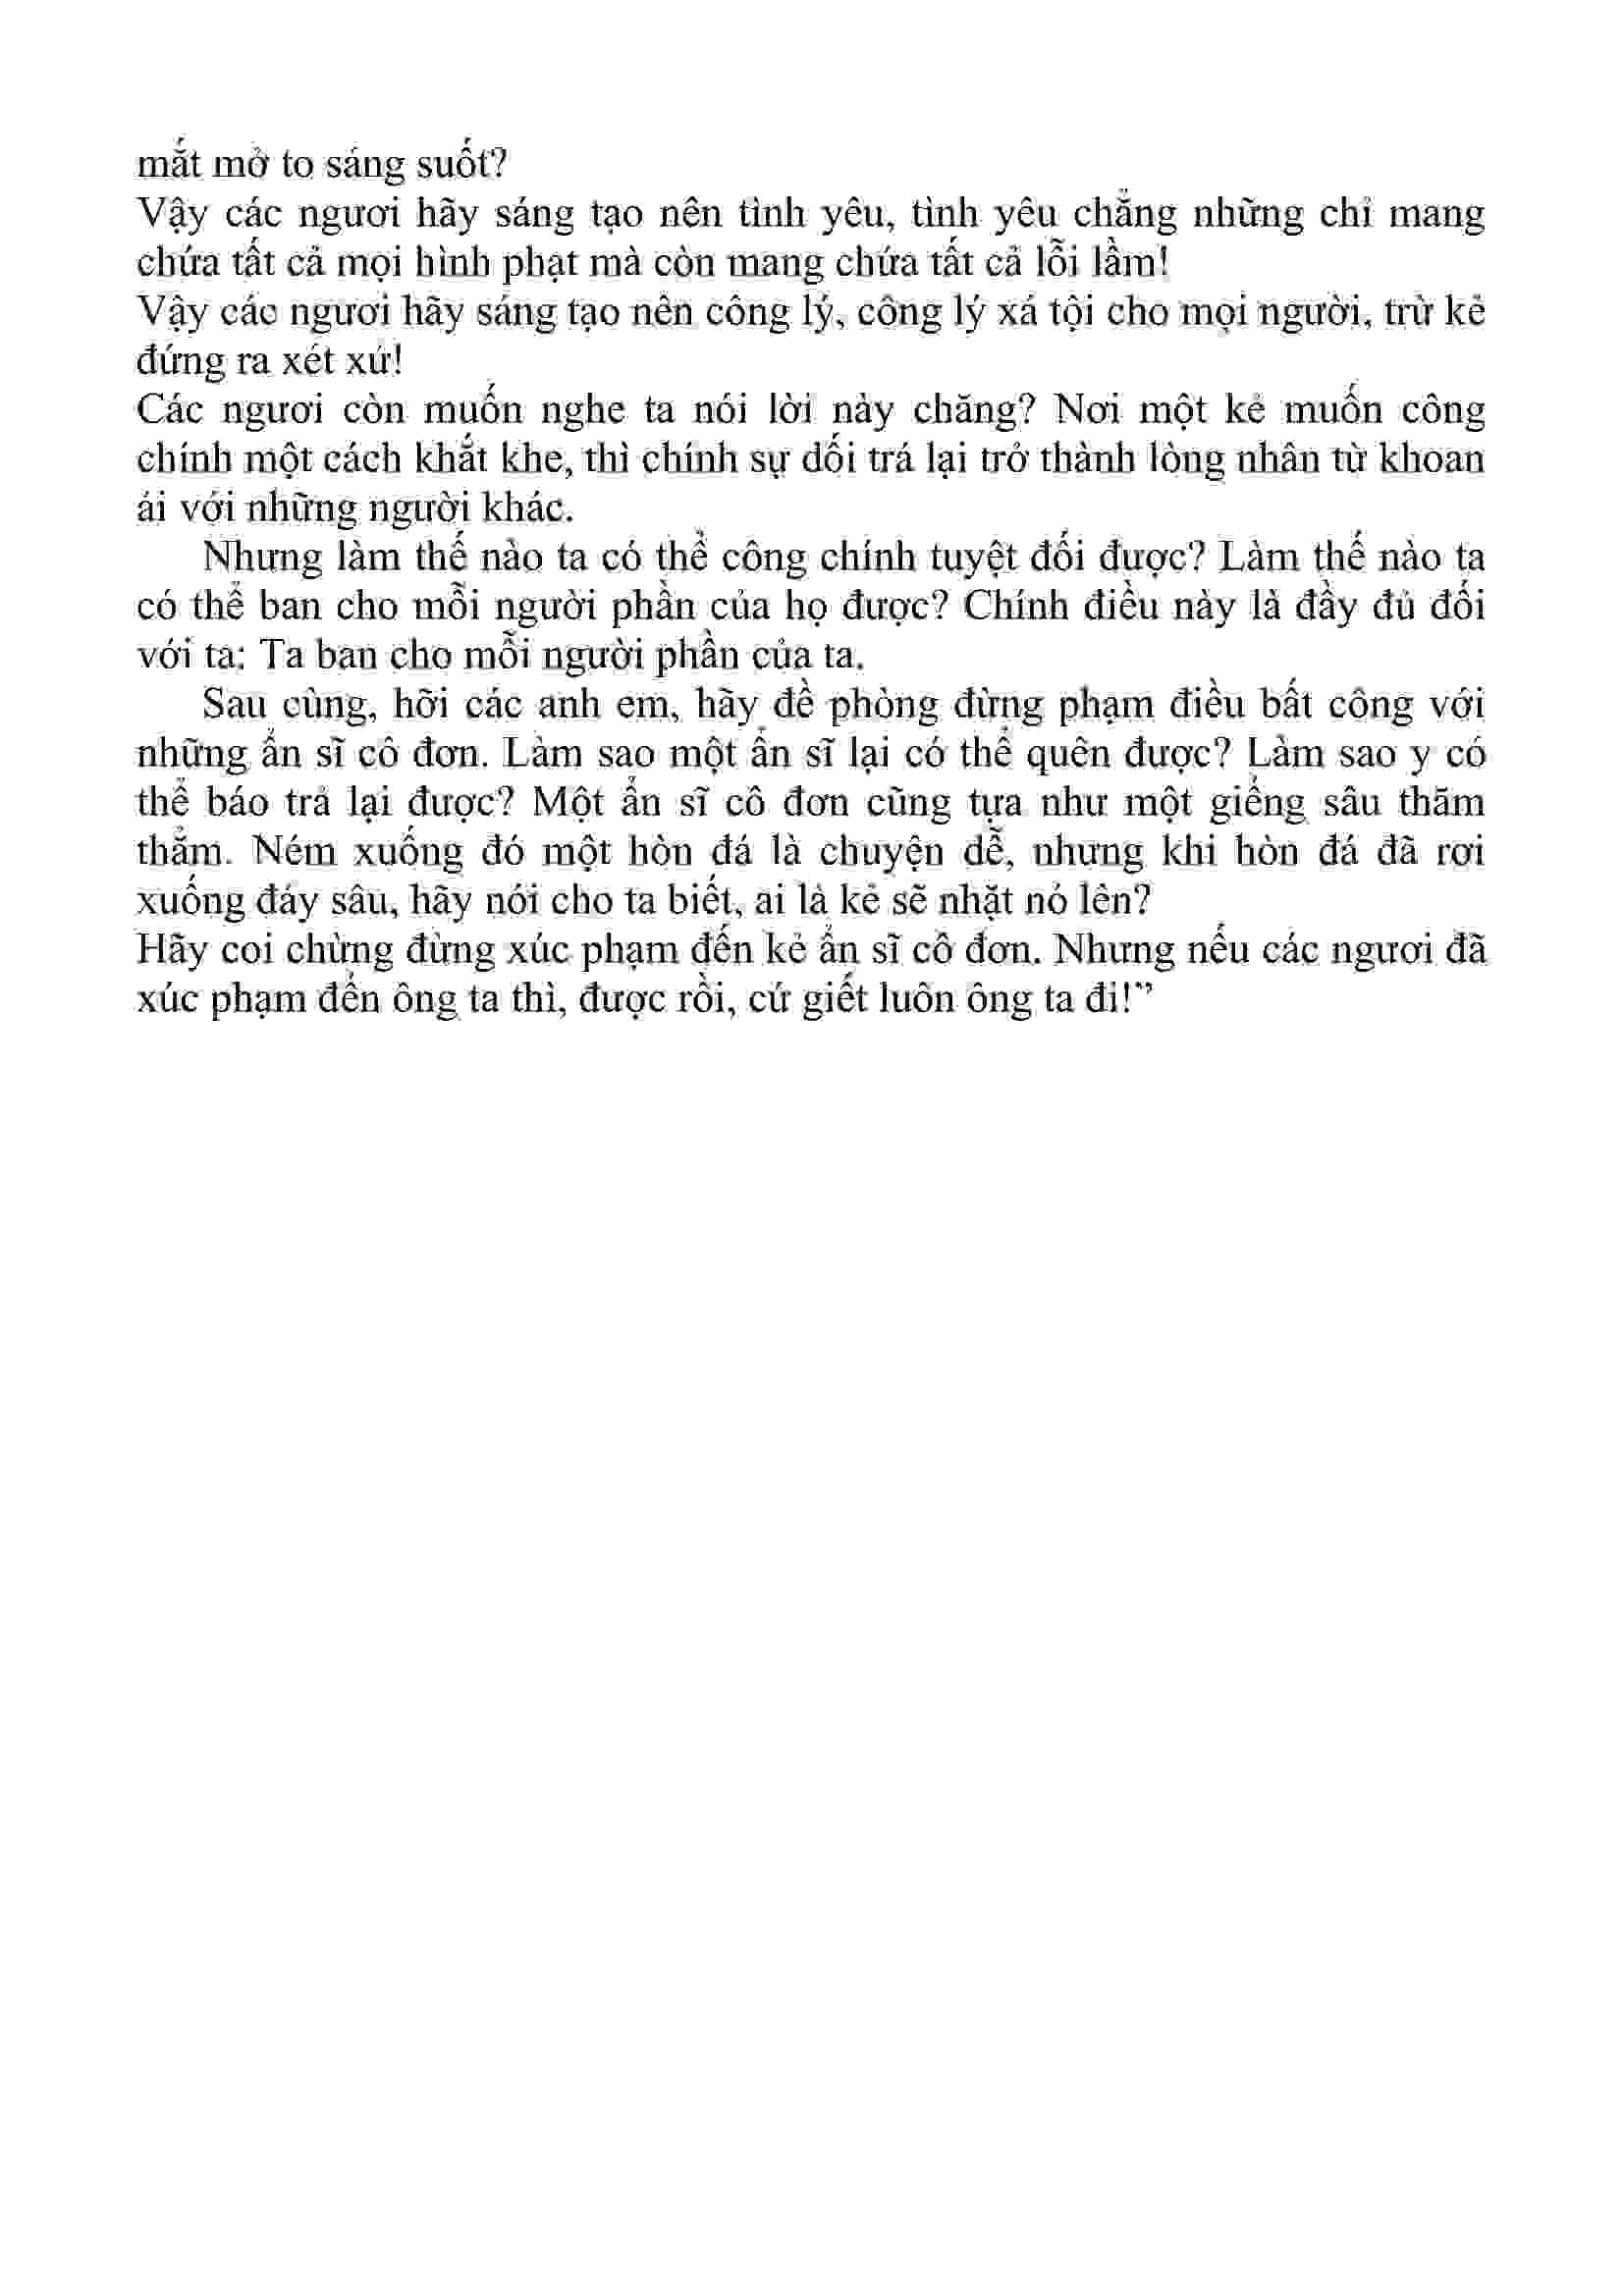 mắt mở to sáng suốt?
Vậy các ngươi hãy sáng tạo nên tình yêu, tình yêu chẳng những chỉ mang
chứa tất cả mọi hình phạt mà còn mang chứa tất cả lỗi lầm!
Vậy các ngươi hãy sáng tạo nên công lý, công lý xá tội cho mọi người, trừ kẻ
đứng ra xét xử!
Các ngươi còn muốn nghe ta nói lời này chăng? Nơi một kẻ muốn công
chính một cách khắt khe, thì chính sự dối trá lại trở thành lòng nhân từ khoan
ái với những người khác.
Nhưng làm thế nào ta có thể công chính tuyệt đối được? Làm thế nào ta
có thể ban cho mỗi người phần của họ được? Chính điều này là đầy đủ đối
với ta: Ta ban cho mỗi người phần của ta.
Sau cùng, hỡi các anh em, hãy đề phòng đừng phạm điều bất công với
những ẩn sĩ cô đơn. Làm sao một ẩn sĩ lại có thể quên được? Làm sao y có
thể báo trả lại được? Một ẩn sĩ cô đơn cũng tựa như một giếng sâu thăm
thẳm. Ném xuống đó một hòn đá là chuyện dễ, nhưng khi hòn đá đã rơi
xuống đáy sâu, hãy nói cho ta biết, ai là kẻ sẽ nhặt nó lên?
Hãy coi chừng đừng xúc phạm đến kẻ ẩn sĩ cô đơn. Nhưng nếu các ngươi đã
xúc phạm đến ông ta thì, được rồi, cứ giết luôn ông ta đi!”